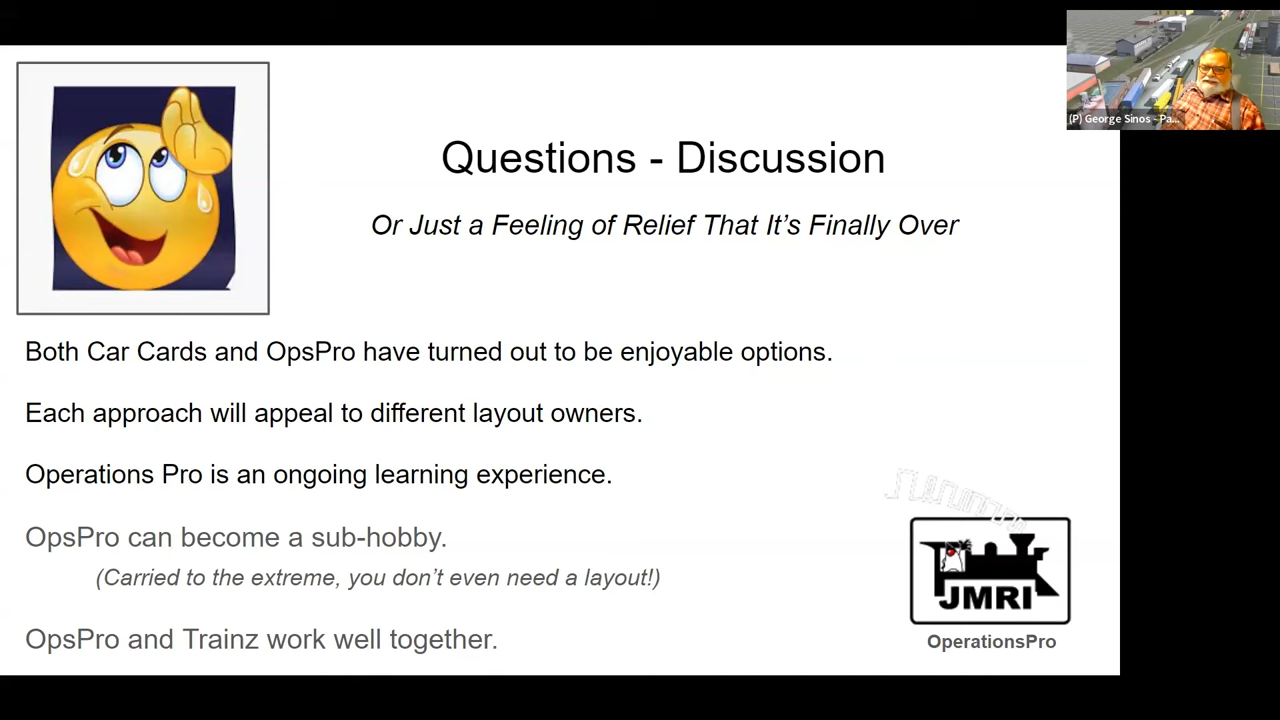 (P) George Sinos - Pa...
Questions - Discussion
Or Just a Feeling of Relief That It's Finally Over
Both Car Cards and OpsPro have turned out to be enjoyable options.
Each approach will appeal to different layout owners.
Operations Pro is an ongoing learning experience.
OpsPro can become a sub-hobby.
(Carried to the extreme, you don't even need a layout!)
OpsPro and Trainz work well together.
JMRI
OperationsPro